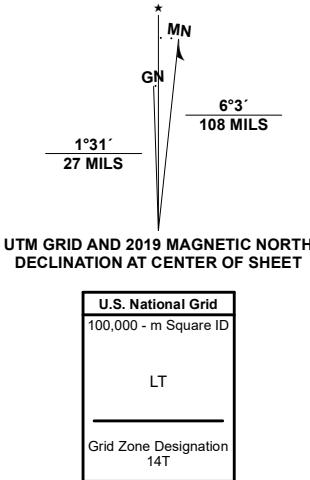 ★
MN
GN
6°3´
108 MILS
1°31´
27 MILS
UTM GRID AND 2019 MAGNETIC NORTH
DECLINATION AT CENTER OF SHEET
U.S. National Grid
100,000 - m Square ID
LT
Grid Zone Designation
14T